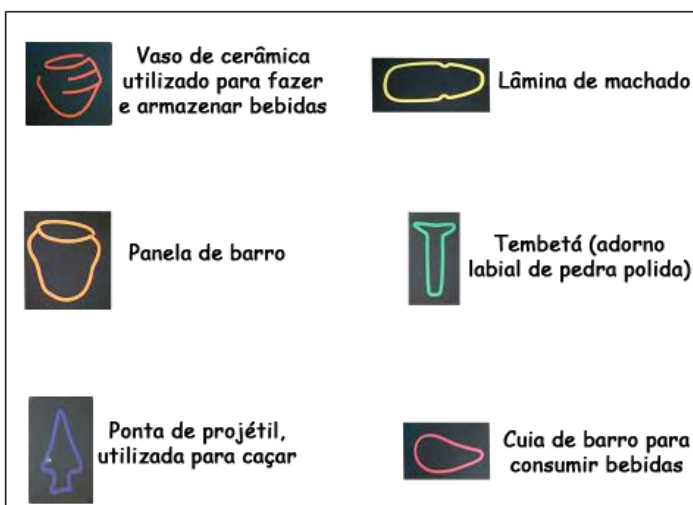 Vaso de cerâmica
utilizado para fazer
e armazenar bebidas
Lâmina de machado
Panela de barro
Tembetá (adorno
labial de pedra polida)
Ponta de projétil,
utilizada para caçar
Cuia de barro para
consumir bebidas